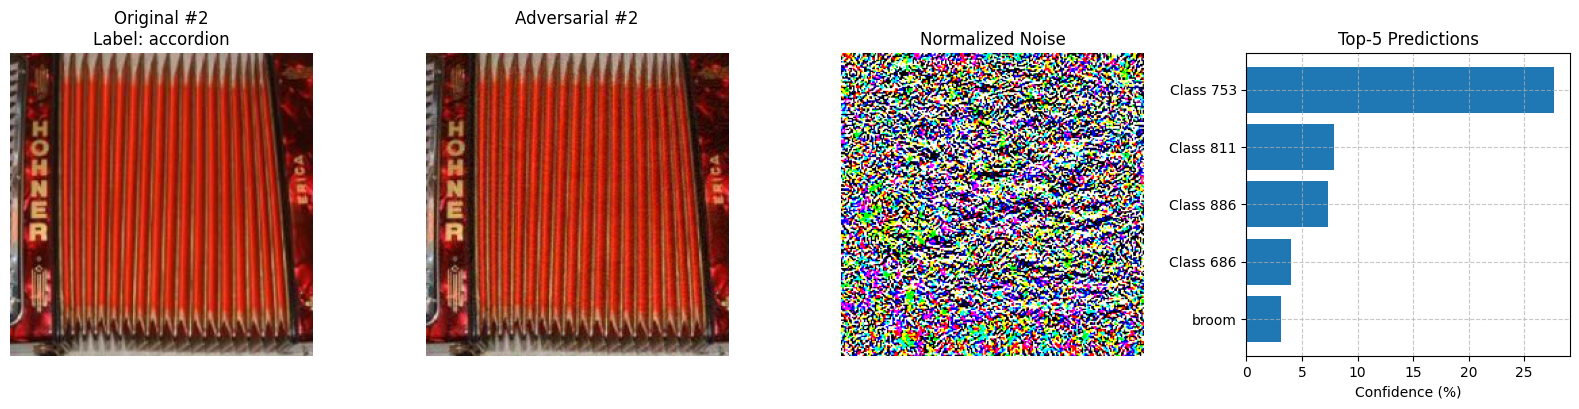 Original #2
Label: accordion
HOHNER
ERICA
Adversarial #2
HOHNER
ERICA
Normalized Noise
Top-5 Predictions
Class 753
Class 811
Class 886
Class 686
broom
0 5 10 15 20 25
Confidence (%)